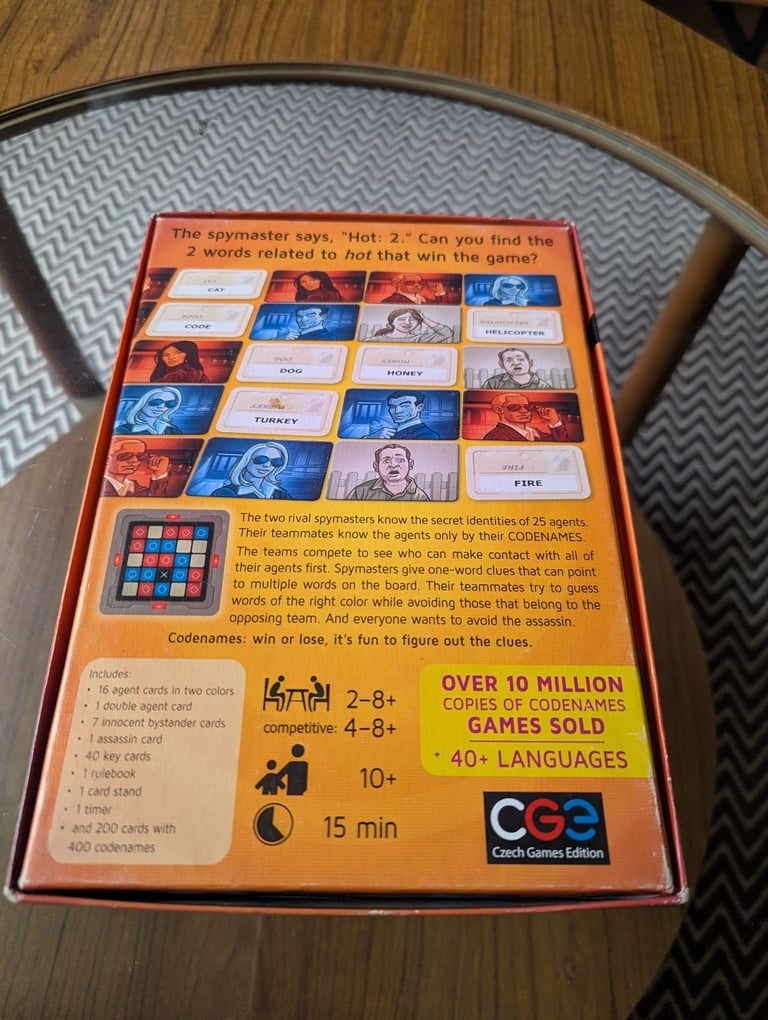 The spymaster says, “Hot: 2.” Can you find the
2 words related to hot that win the game?
CAT
CAT
CODE
CODE
HELICOPTER
HELICOPTER
DOG
DOG
HONEY
HONEY
TURKEY
TURKEY
FIRE
FIRE
The two rival spymasters know the secret identities of 25 agents.
Their teammates know the agents only by their CODENAMES.
The teams compete to see who can make contact with all of
their agents first. Spymasters give one-word clues that can point
to multiple words on the board. Their teammates try to guess
words of the right color while avoiding those that belong to the
opposing team. And everyone wants to avoid the assassin.
Codenames: win or lose, it’s fun to figure out the clues.
Includes:
• 16 agent cards in two colors
• 1 double agent card
• 7 innocent bystander cards
• 1 assassin card
• 40 key cards
• 1 rulebook
• 1 card stand
• 1 timer
• and 200 cards with
400 codenames
2–8+
competitive: 4–8+
10+
15 min
OVER 10 MILLION
COPIES OF CODENAMES
GAMES SOLD
40+ LANGUAGES
CGE
Czech Games Edition